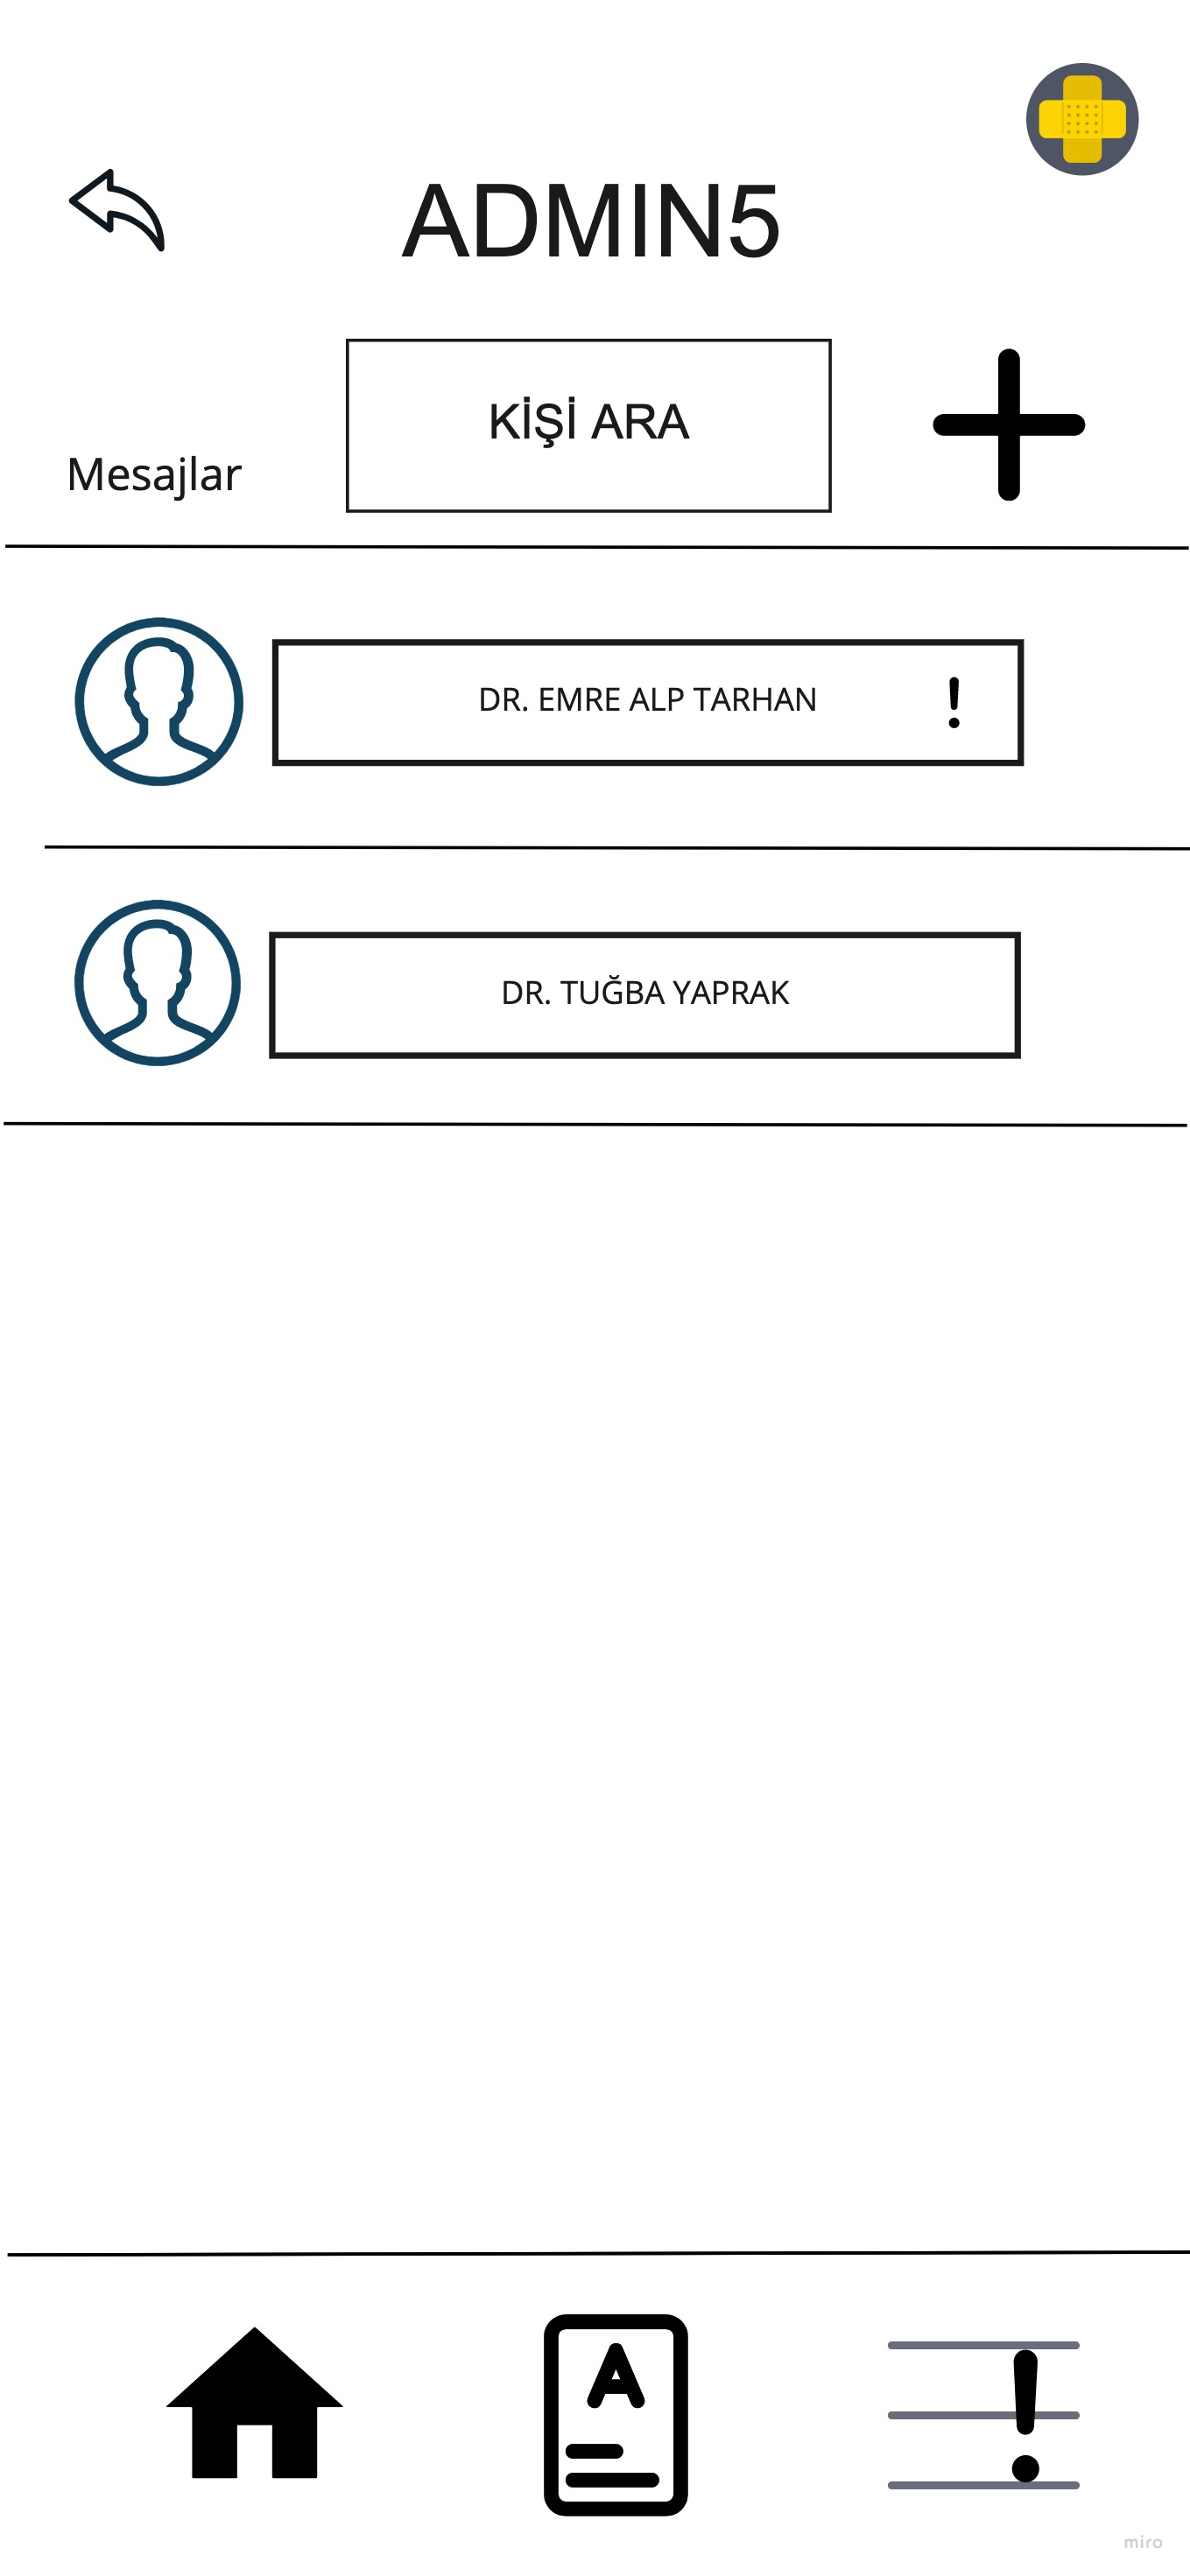 ADMIN5
KİŞİ ARA
Mesajlar
DR. EMRE ALP TARHAN !
DR. TUĞBA YAPRAK
A
!
miro